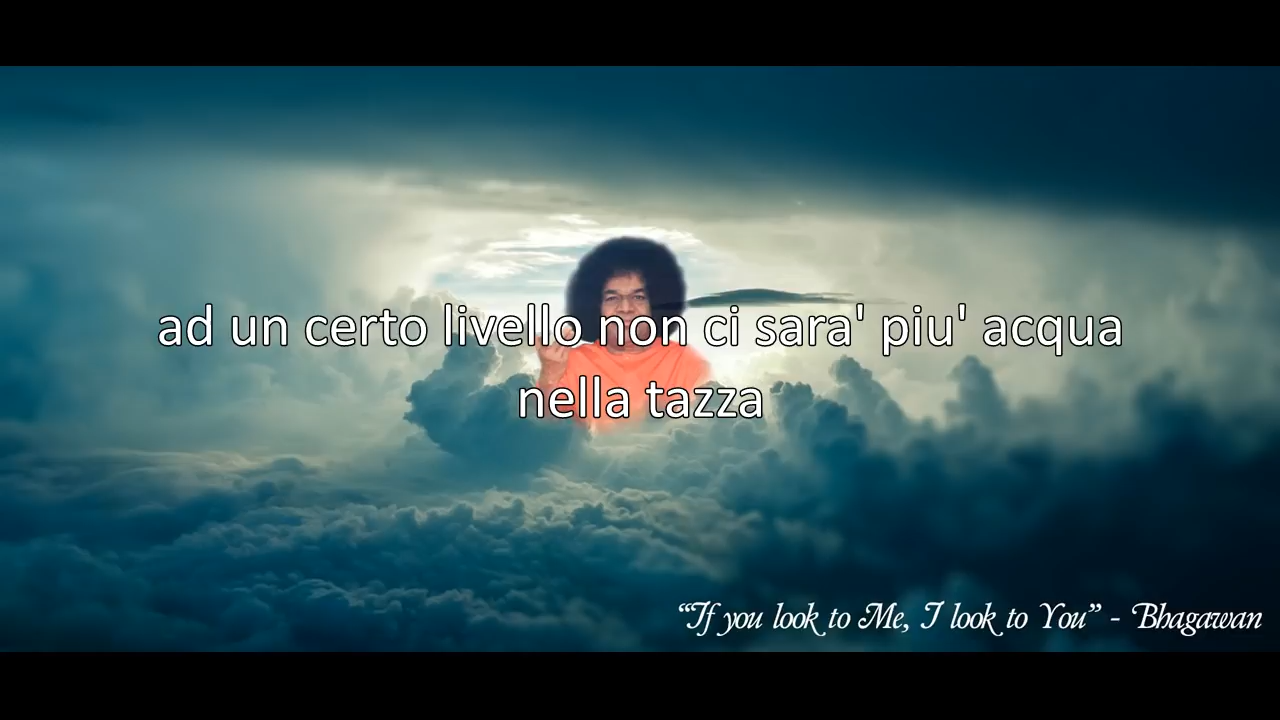 ad un certo livello non ci sara' piu' acqua
nella tazza
“If you look to Me, I look to You” - Bhagawan